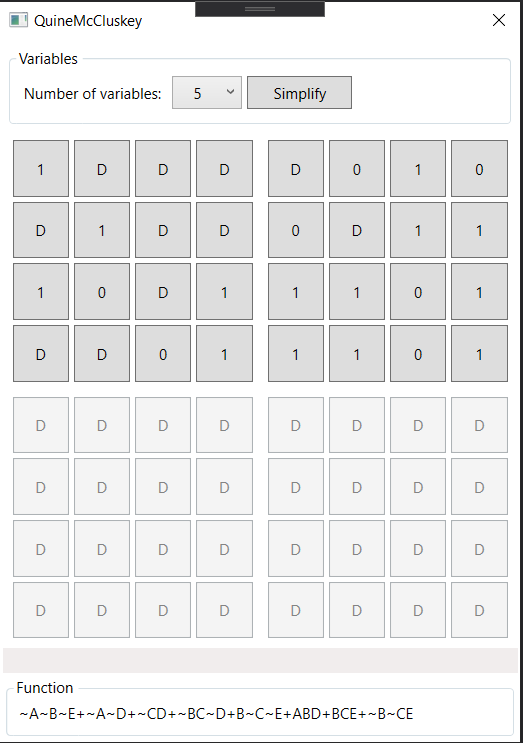 QuineMcCluskey
Variables
Number of variables: 5 Simplify
1 D D D D 0 1 0
D 1 D D 0 D 1 1
1 0 D 1 1 1 0 1
D D 0 1 1 1 0 1
D D D D D D D D
D D D D D D D D
D D D D D D D D
D D D D D D D D
Function
~A~B~E+~A~D+~CD+~BC~D+B~C~E+ABD+BCE+~B~CE